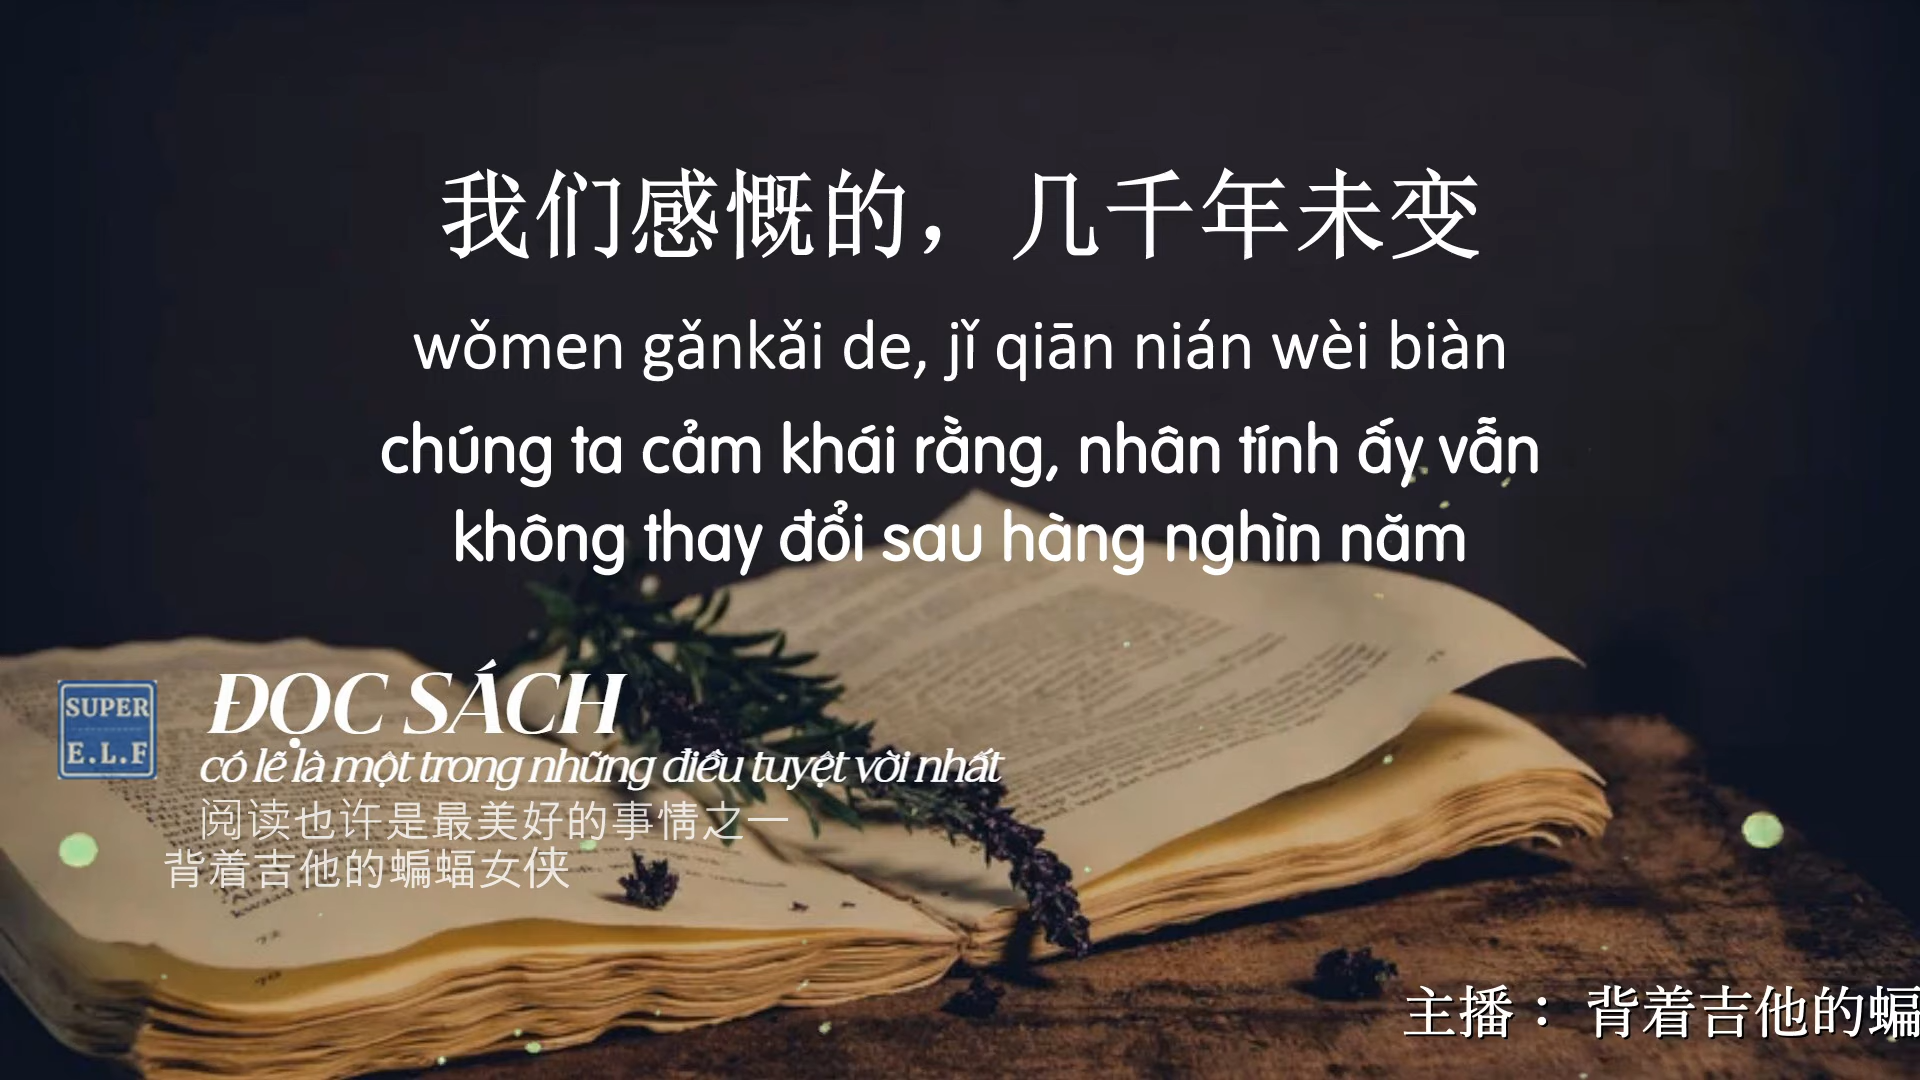 我们感慨的，几千年未变
wǒmen gǎnkǎi de, jǐ qiān nián wèi biàn
chúng ta cảm khái rằng, nhân tính ấy vẫn
không thay đổi sau hàng nghìn năm
SUPER
E.L.F
ĐỌC SÁCH
có lẽ là một trong những điều tuyệt vời nhất
阅读也许是最美好的事情之一
背着吉他的蝙蝠女侠
主播：背着吉他的蝙